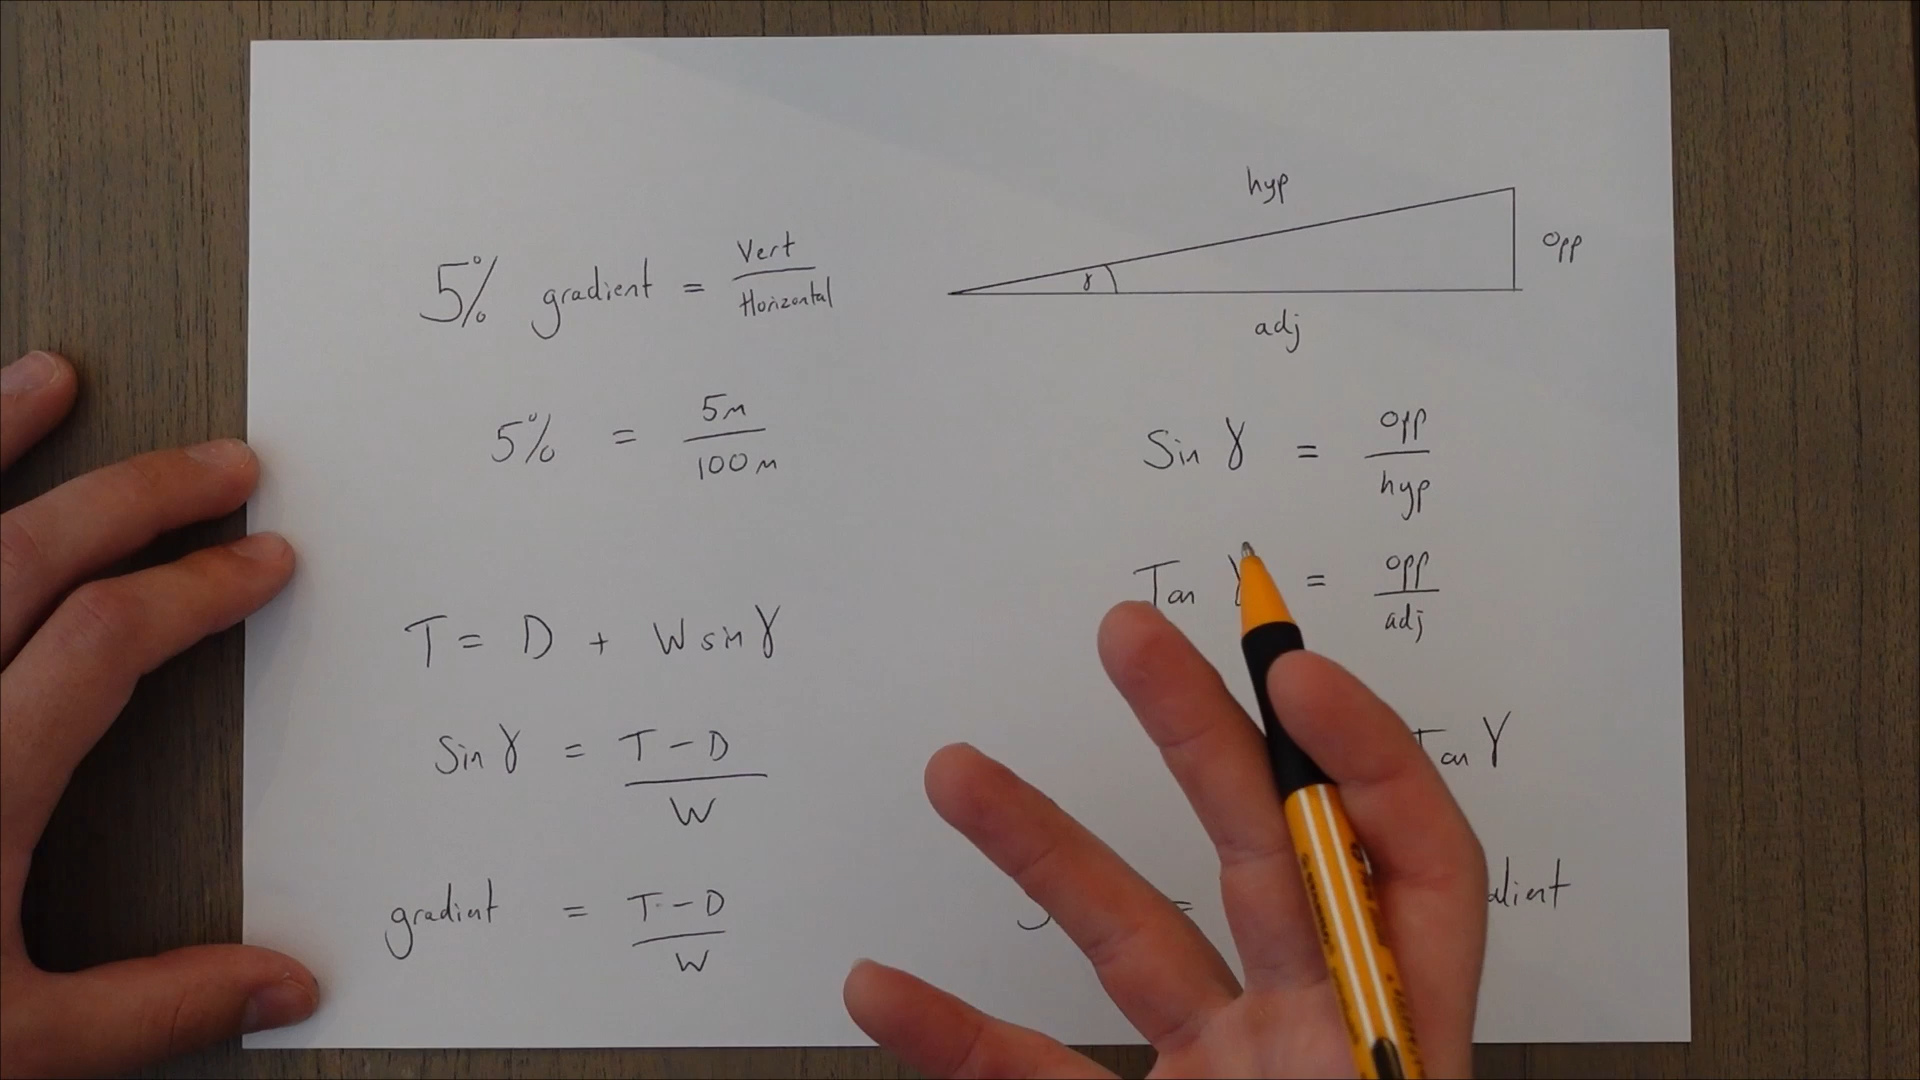 5% gradient = Vert / Horizontal
5% = 5m / 100m
T = D + W sin γ
Sin γ = T - D / W
gradient = T - D / W
hyp
opp
γ
adj
Sin γ = opp / hyp
Tan γ = opp / adj
Tan γ